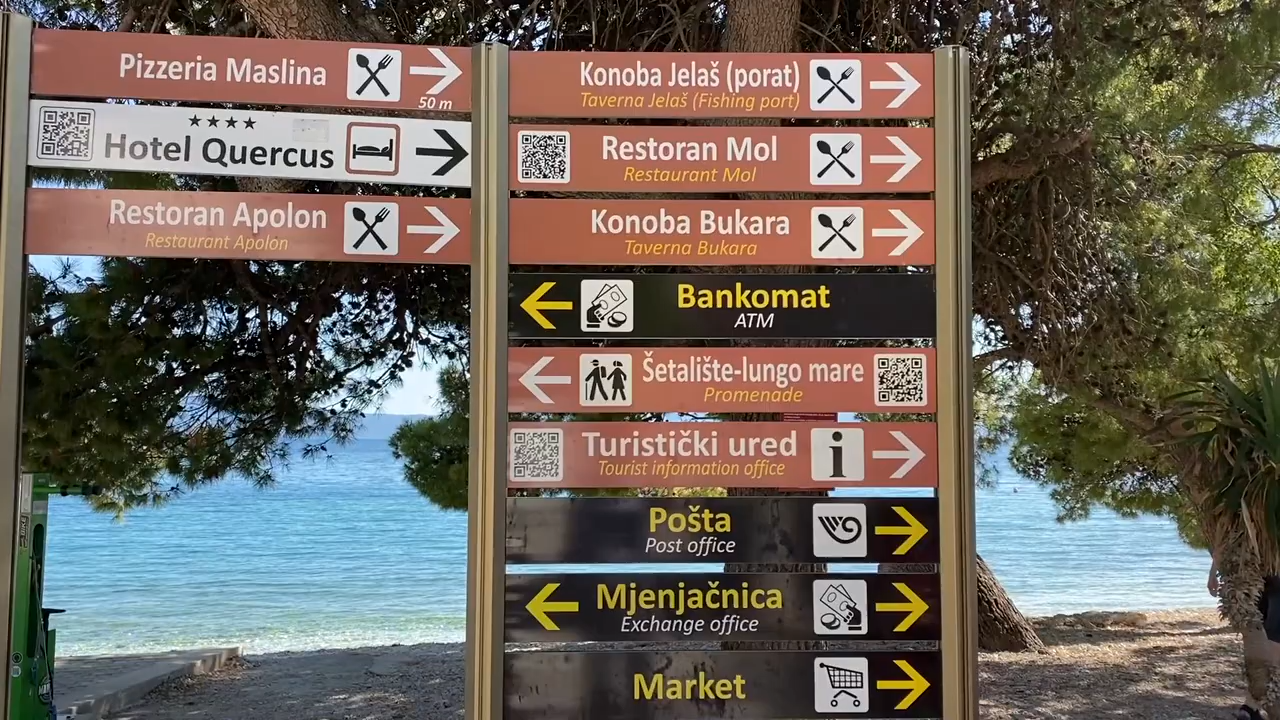 Pizzeria Maslina
50 m
Hotel Quercus
Restoran Apolon
Restaurant Apolon
Konoba Jelaš (porat)
Taverna Jelaš (Fishing port)
Restoran Mol
Restaurant Mol
Konoba Bukara
Taverna Bukara
Bankomat
ATM
Šetalište-lungo mare
Promenade
Turistički ured
Tourist information office
Pošta
Post office
Mjenjačnica
Exchange office
Market